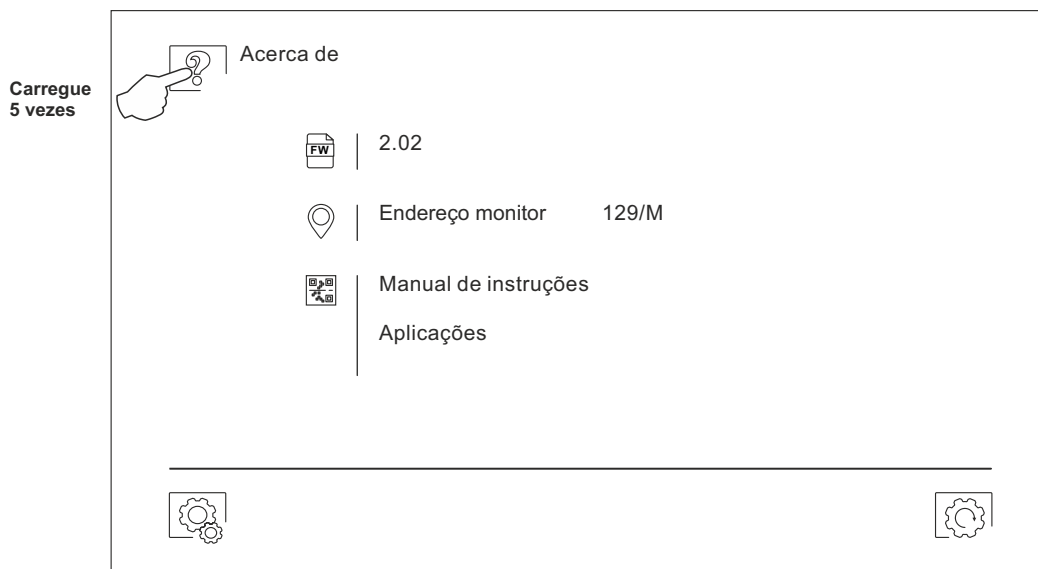 Acerca de
Carregue
5 vezes
FW
2.02
Endereço monitor 129/M
Manual de instruções
Aplicações